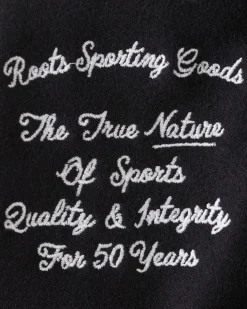 Roots Sporting Goods
The True Nature
Of Sports
Quality & Integrity
For 50 Years